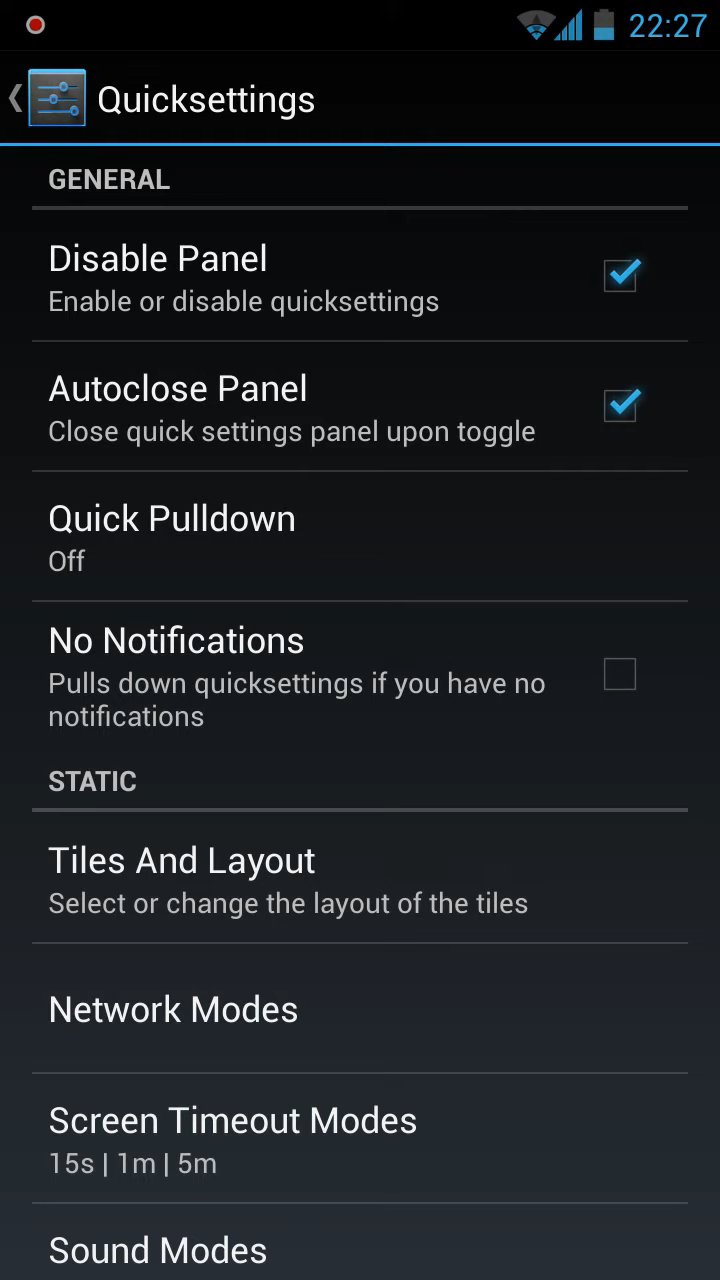 22:27
Quicksettings
GENERAL
Disable Panel
Enable or disable quicksettings
Autoclose Panel
Close quick settings panel upon toggle
Quick Pulldown
Off
No Notifications
Pulls down quicksettings if you have no
notifications
STATIC
Tiles And Layout
Select or change the layout of the tiles
Network Modes
Screen Timeout Modes
15s | 1m | 5m
Sound Modes